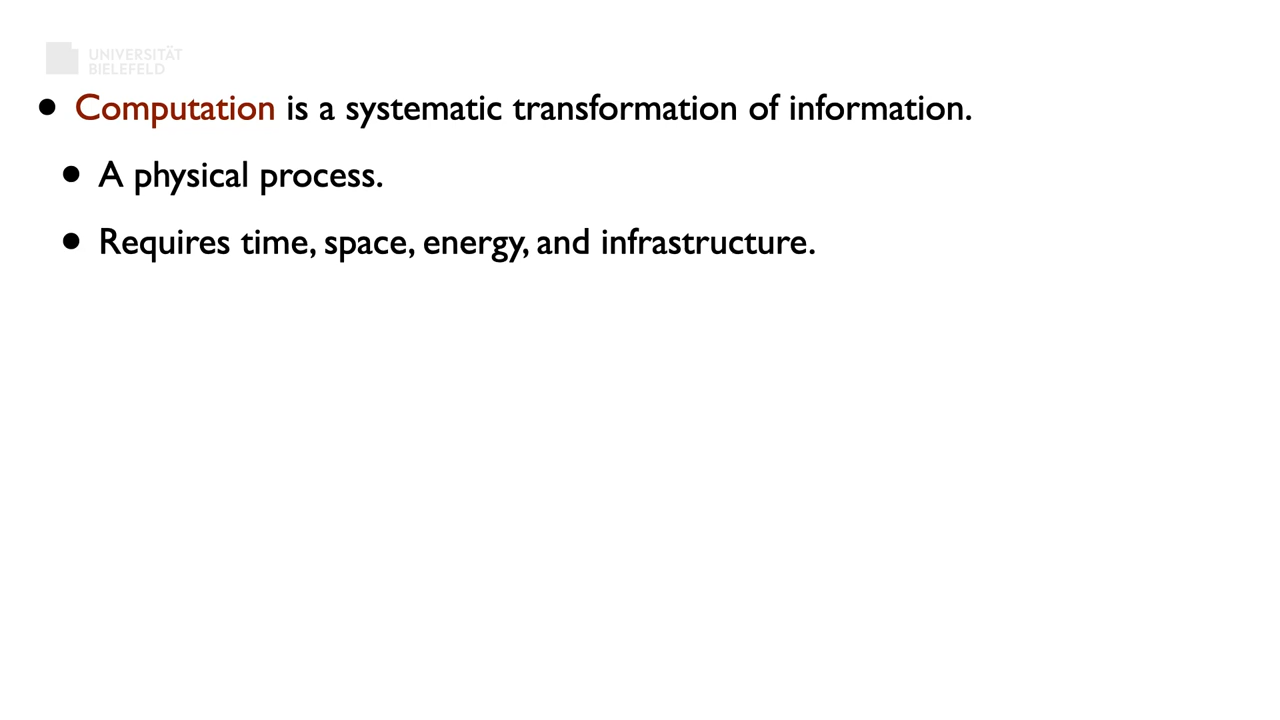 UNIVERSITÄT
BIELEFELD
• Computation is a systematic transformation of information.
• A physical process.
• Requires time, space, energy, and infrastructure.